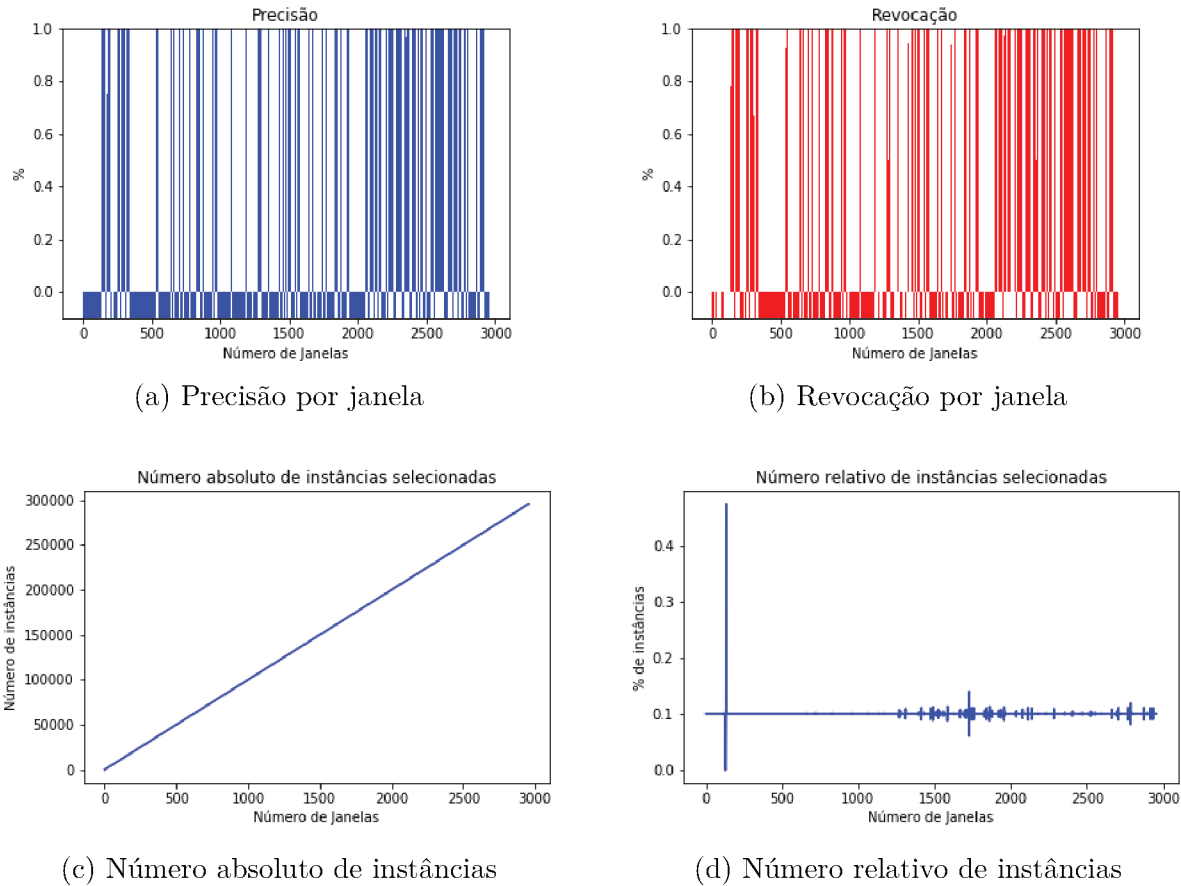 Precisão
1.0
0.8
0.6
0.4
0.2
0.0
%
0 500 1000 1500 2000 2500 3000
Número de Janelas
(a) Precisão por janela
Revocação
1.0
0.8
0.6
0.4
0.2
0.0
%
0 500 1000 1500 2000 2500 3000
Número de Janelas
(b) Revocação por janela
Número absoluto de instâncias selecionadas
300000
250000
200000
150000
100000
50000
0
Número de instâncias
0 500 1000 1500 2000 2500 3000
Número de Janelas
(c) Número absoluto de instâncias
Número relativo de instâncias selecionadas
0.4
0.3
0.2
0.1
0.0
% de instâncias
0 500 1000 1500 2000 2500 3000
Número de Janelas
(d) Número relativo de instâncias